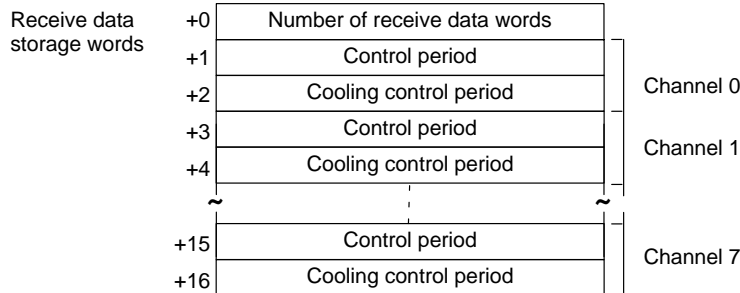 Receive data
storage words
+0 Number of receive data words
+1 Control period
+2 Cooling control period
Channel 0
+3 Control period
+4 Cooling control period
Channel 1
~ ~
+15 Control period
+16 Cooling control period
Channel 7